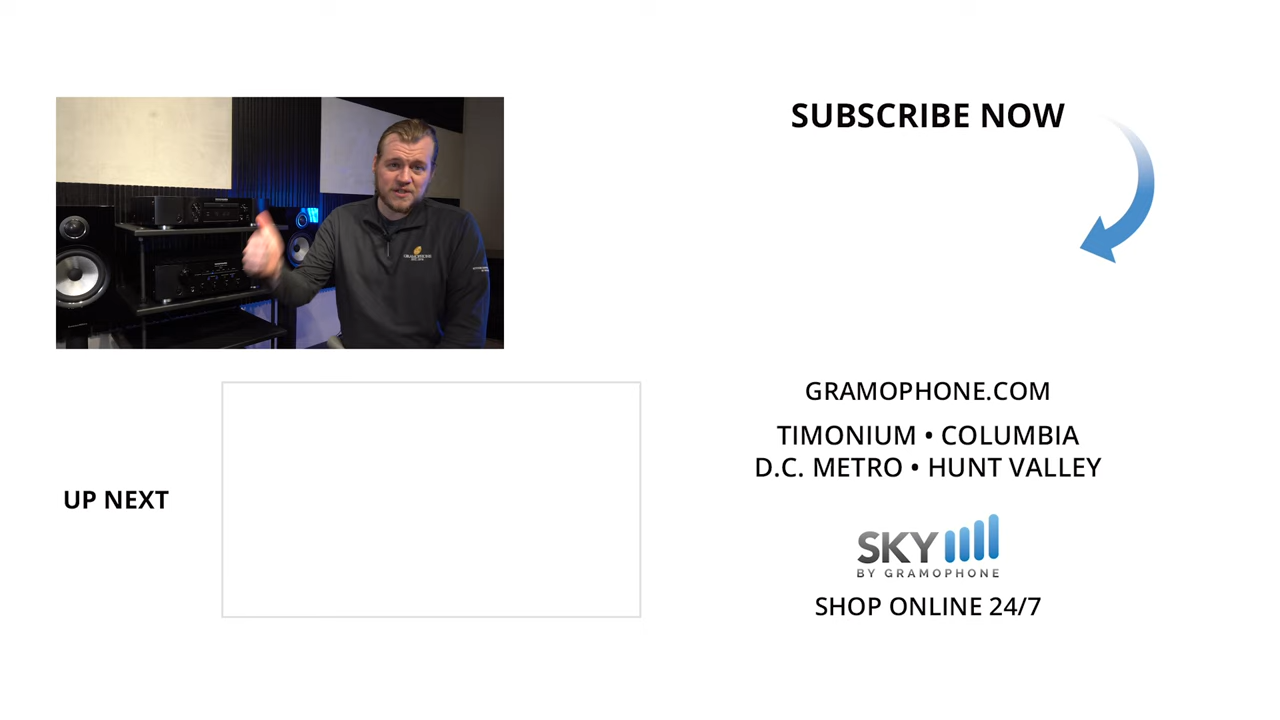 SUBSCRIBE NOW
GRAMOPHONE.COM
TIMONIUM • COLUMBIA
D.C. METRO • HUNT VALLEY
UP NEXT
SKY
BY GRAMOPHONE
SHOP ONLINE 24/7